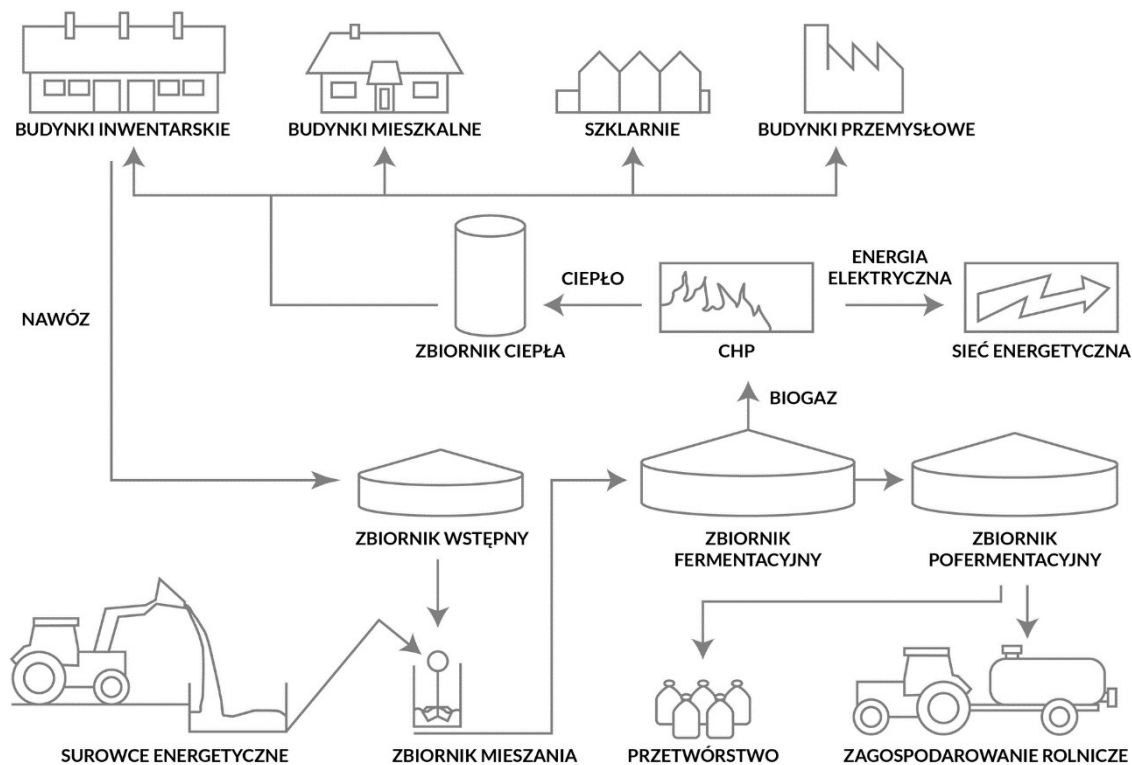 BUDYNKI INWENTARSKIE
BUDYNKI MIESZKALNE
SZKLARNIE
BUDYNKI PRZEMYSŁOWE
NAWÓZ
CIEPŁO
ENERGIA
ELEKTRYCZNA
ZBIORNIK CIEPŁA
CHP
SIEĆ ENERGETYCZNA
BIOGAZ
ZBIORNIK WSTĘPNY
ZBIORNIK
FERMENTACYJNY
ZBIORNIK
POFERMENTACYJNY
SUROWCE ENERGETYCZNE
ZBIORNIK MIESZANIA
PRZETWÓRSTWO
ZAGOSPODAROWANIE ROLNICZE